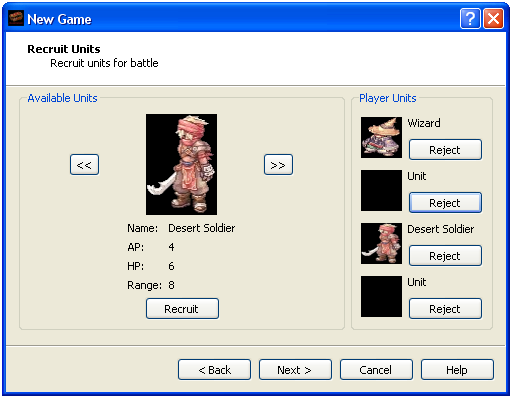 New Game
Recruit Units
Recruit units for battle
Available Units
<<
>>
Name: Desert Soldier
AP: 4
HP: 6
Range: 8
Recruit
Player Units
Wizard
Reject
Unit
Reject
Desert Soldier
Reject
Unit
Reject
< Back
Next >
Cancel
Help